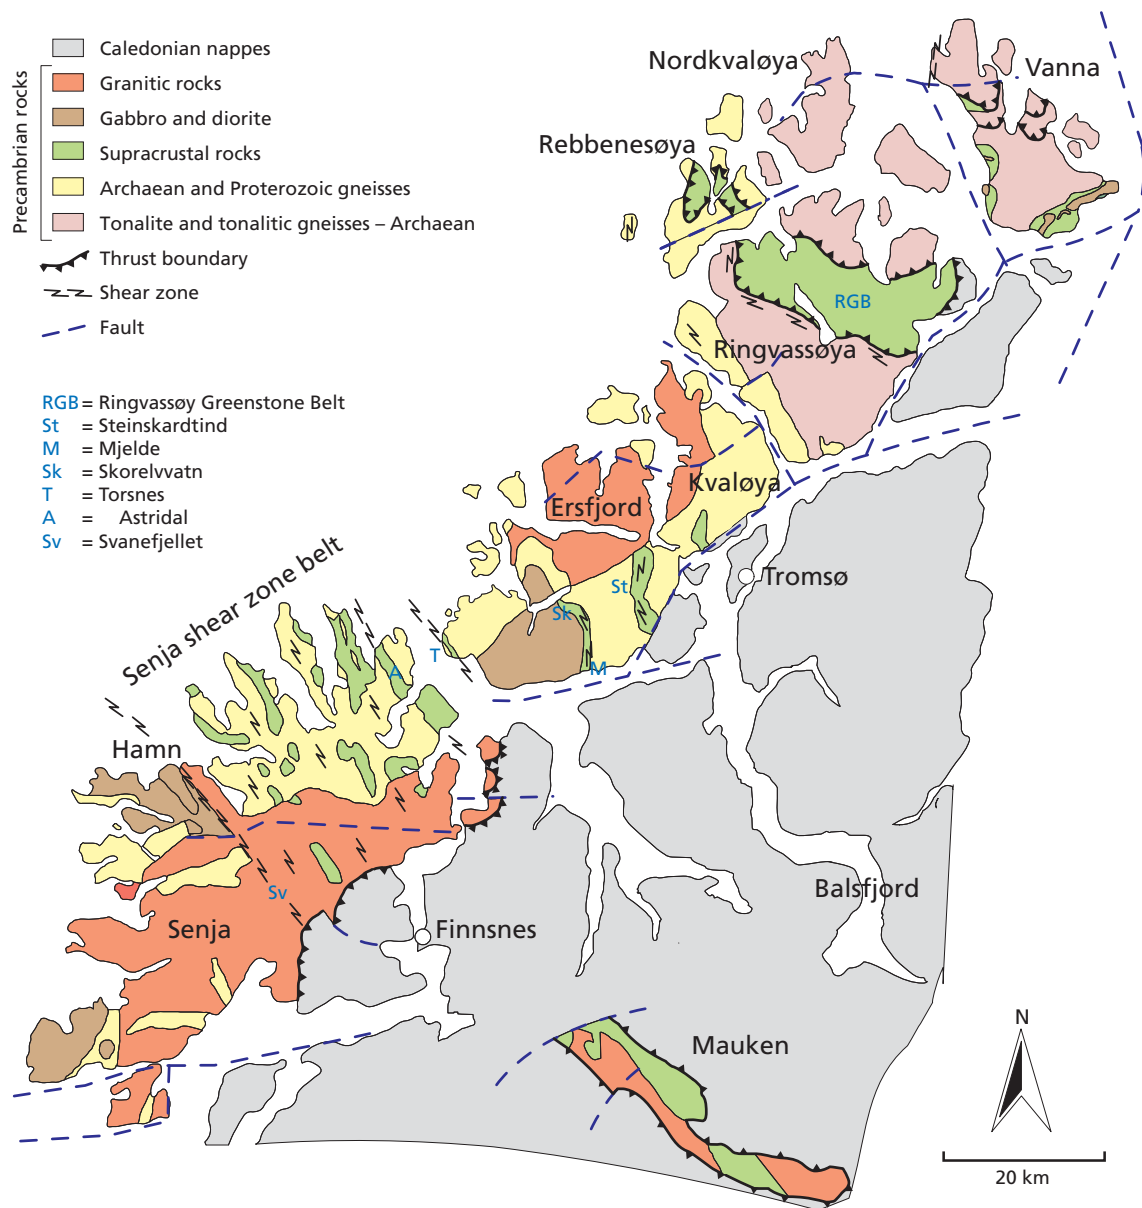 Precambrian rocks
Caledonian nappes
Granitic rocks
Gabbro and diorite
Supracrustal rocks
Archaean and Proterozoic gneisses
Tonalite and tonalitic gneisses – Archaean
Thrust boundary
Shear zone
Fault
RGB = Ringvassøy Greenstone Belt
St = Steinskardtind
M = Mjelde
Sk = Skorelvvatn
T = Torsnes
A = Astridal
Sv = Svanefjellet
Nordkvaløya
Vanna
Rebbenesøya
RGB
Ringvassøya
Kvaløya
Ersfjord
Tromsø
St
Sk
M
T
A
Senja shear zone belt
Hamn
Sv
Senja
Finnsnes
Balsfjord
Mauken
N
20 km